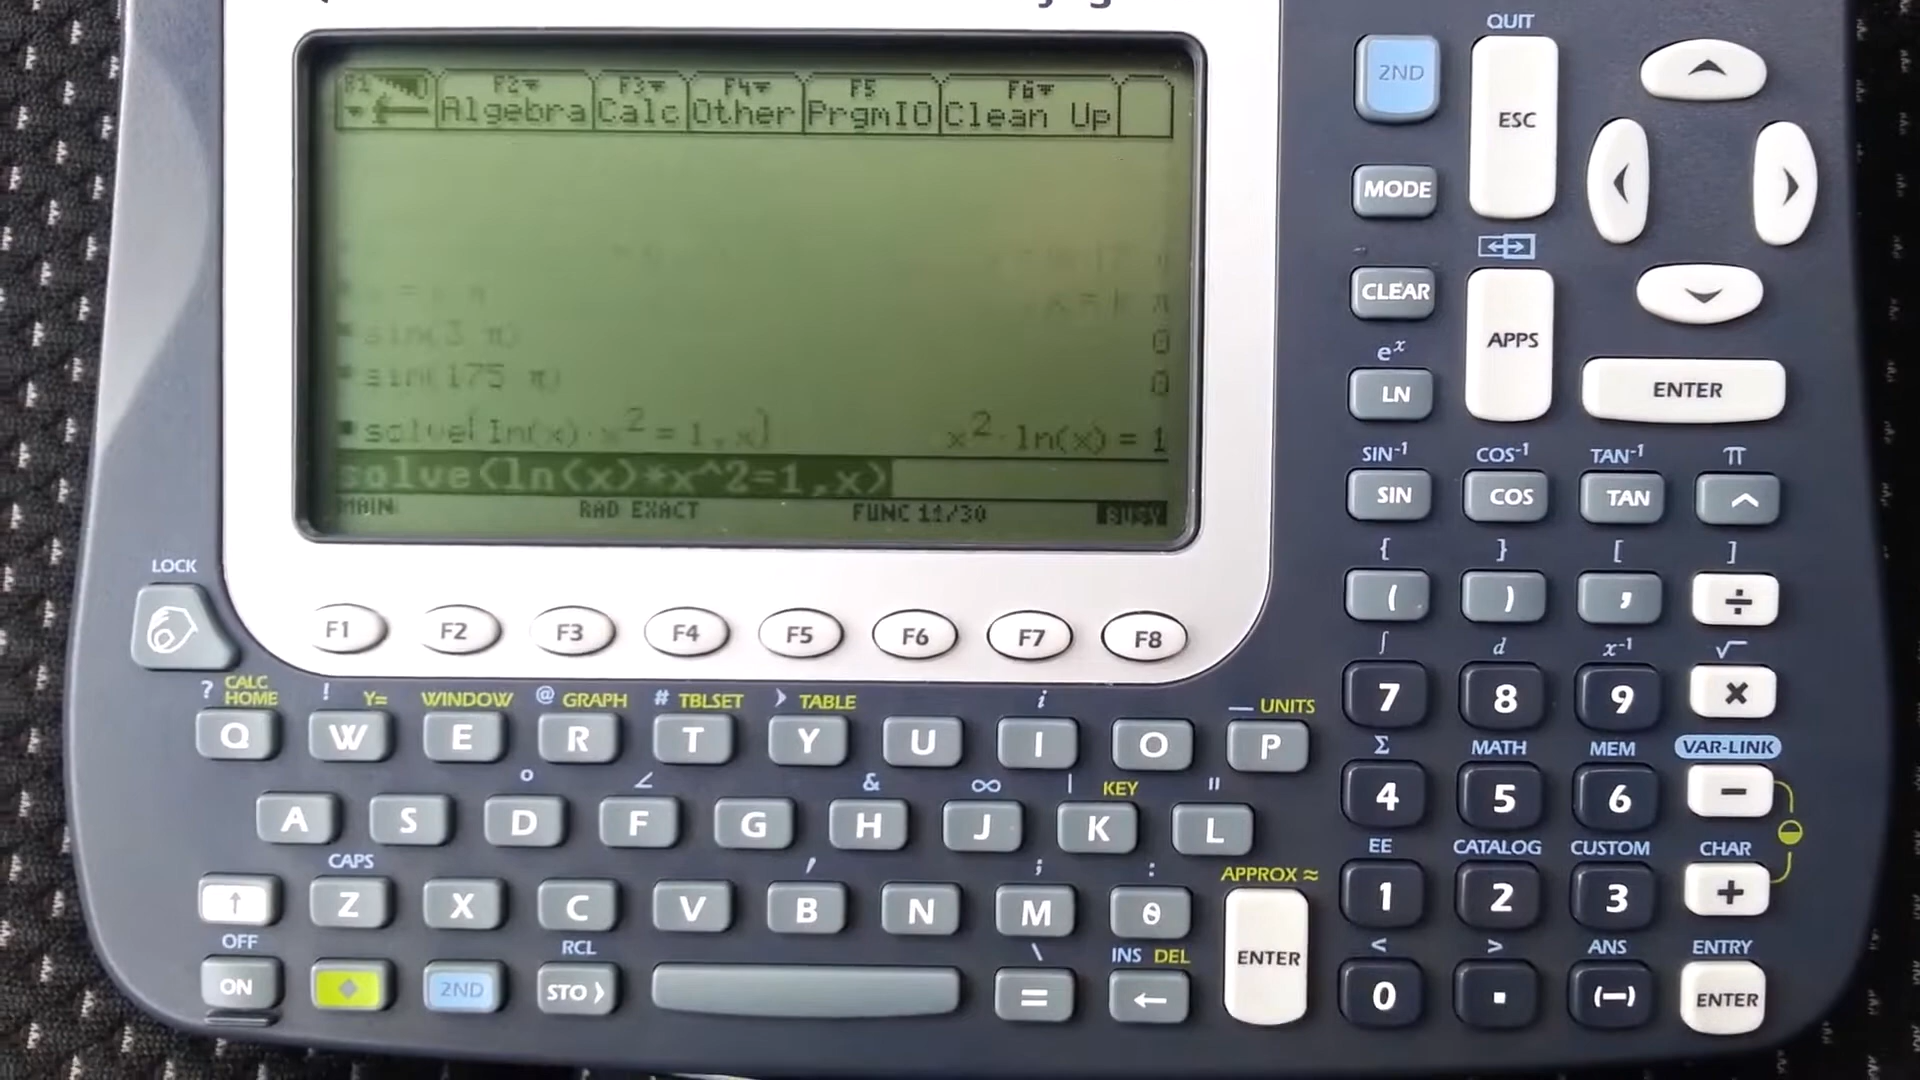 F1 F2 F3 F4 F5 F6
Algebra Calc Other PrgmIO Clean Up
sin(3 π) 0
sin(175 π) 0
solve(ln(x)·x²=1,x) x²·ln(x)=1
solve(ln(x)*x^2=1,x)
MAIN RAD EXACT FUNC 11/30 BUSY
LOCK
F1 F2 F3 F4 F5 F6 F7 F8
? CALC HOME ! Y= WINDOW @ GRAPH # TBLSET TABLE i UNITS
Q W E R T Y U I O P
° ∠ & ∞ | KEY "
A S D F G H J K L
CAPS ' ; :
↑ Z X C V B N M θ
OFF RCL \ INS DEL APPROX ≈
ON 2ND STO = ← ENTER
QUIT
2ND ESC
MODE
CLEAR APPS
eˣ
LN ENTER
SIN⁻¹ COS⁻¹ TAN⁻¹ π
SIN COS TAN ^
{ } [ ]
( ) , ÷
∫ d x⁻¹ √
7 8 9 ×
Σ MATH MEM VAR-LINK
4 5 6 −
EE CATALOG CUSTOM CHAR
1 2 3 +
< > ANS ENTRY
0 . (−) ENTER